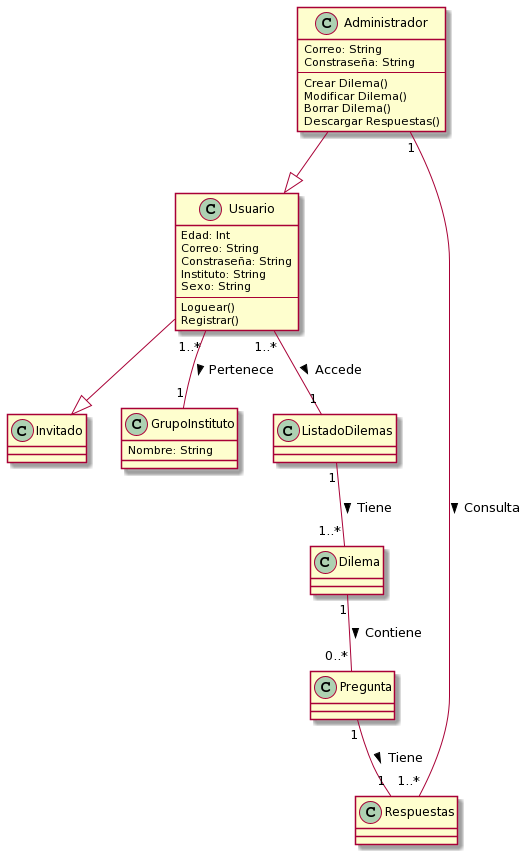 C Administrador
Correo: String
Constraseña: String
Crear Dilema()
Modificar Dilema()
Borrar Dilema()
Descargar Respuestas()
1
C Usuario
Edad: Int
Correo: String
Constraseña: String
Instituto: String
Sexo: String
Loguear()
Registrar()
1..* 1..*
Pertenece Accede
1 1
C Invitado
C GrupoInstituto
Nombre: String
C ListadoDilemas
1
Tiene Consulta
1..*
C Dilema
1
Contiene
0..*
C Pregunta
1
Tiene
1 1..*
C Respuestas